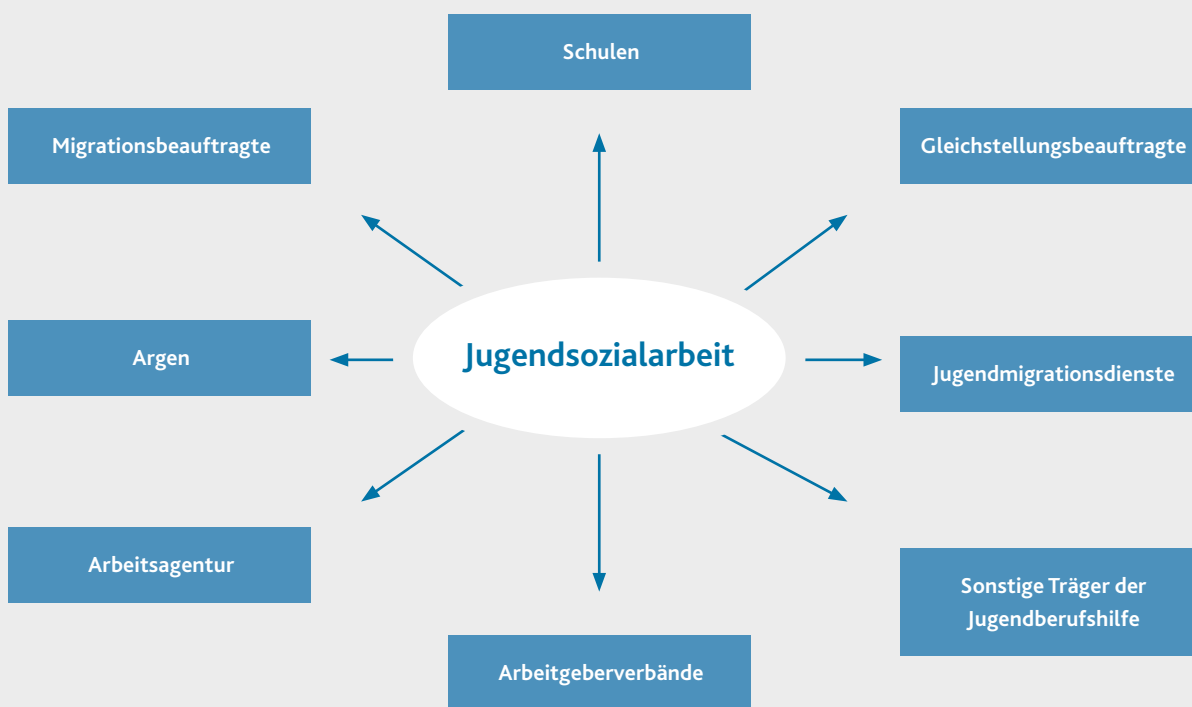 Schulen
Migrationsbeauftragte
Gleichstellungsbeauftragte
Argen
Jugendsozialarbeit
Jugendmigrationsdienste
Arbeitsagentur
Sonstige Träger der
Jugendberufshilfe
Arbeitgeberverbände